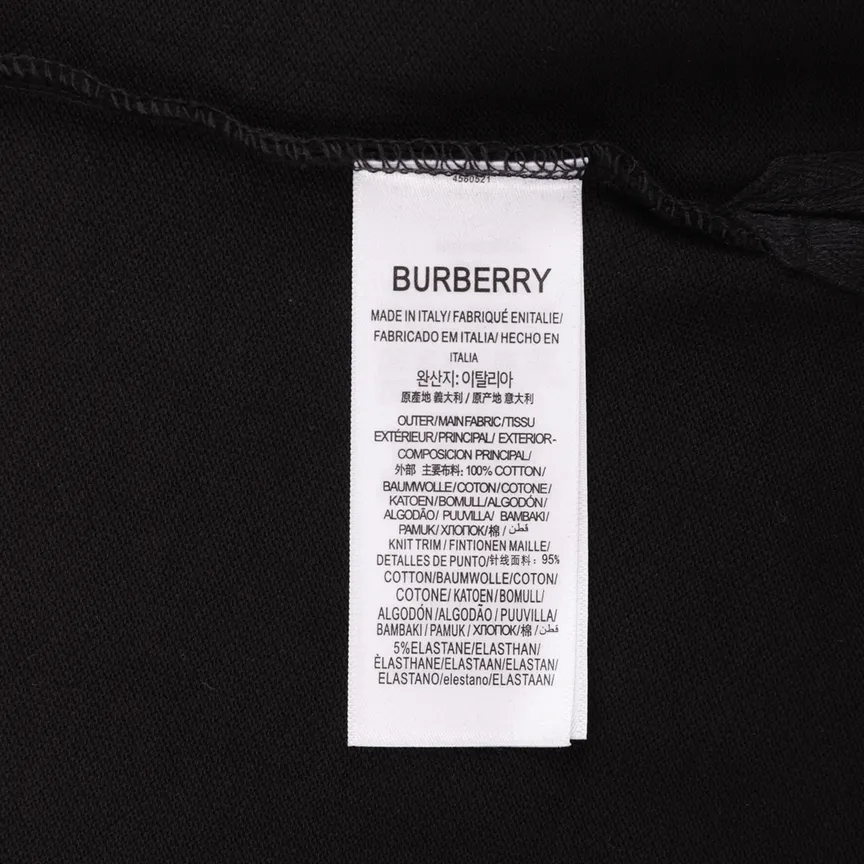 4560521
BURBERRY
MADE IN ITALY/ FABRIQUÉ ENITALIE/
FABRICADO EM ITALIA/ HECHO EN
ITALIA
완산지: 이탈리아
原產地 義大利 / 原产地 意大利
OUTER/MAIN FABRIC/TISSU
EXTÉRIEUR/PRINCIPAL/ EXTERIOR-
COMPOSICION PRINCIPAL/
外部 主要布料: 100% COTTON/
BAUMWOLLE/COTON/COTONE/
KATOEN/BOMULL/ALGODÓN/
ALGODÃO/ PUUVILLA/ BAMBAKI/
PAMUK/ХЛОПОК/棉/قطن
KNIT TRIM / FINTIONEN MAILLE/
DETALLES DE PUNTO/针线面料: 95%
COTTON/BAUMWOLLE/COTON/
COTONE/ KATOEN/BOMULL/
ALGODÓN /ALGODÃO / PUUVILLA/
BAMBAKI / PAMUK / ХЛОПОК/棉 /قطن
5%ELASTANE/ELASTHAN/
ÈLASTHANE/ELASTAAN/ELASTAN/
ELASTANO/elestano/ELASTAAN/